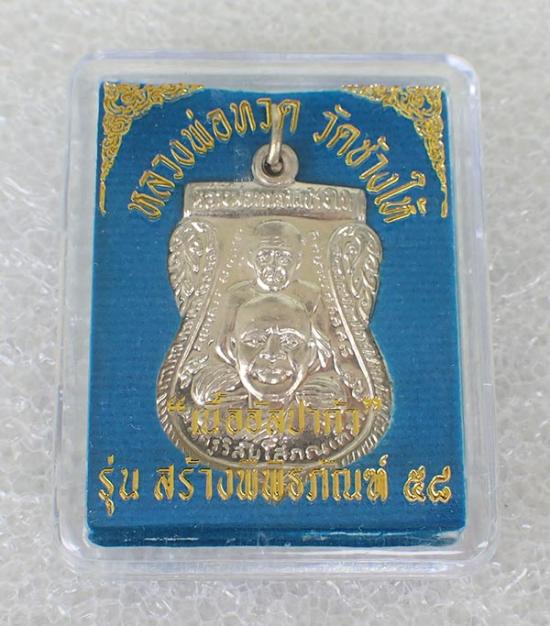 หลวงพ่อทวด วัดช้างไห้
"เนื้ออัลปาก้า"
รุ่น สร้างพิพิธภัณฑ์ ๕๘